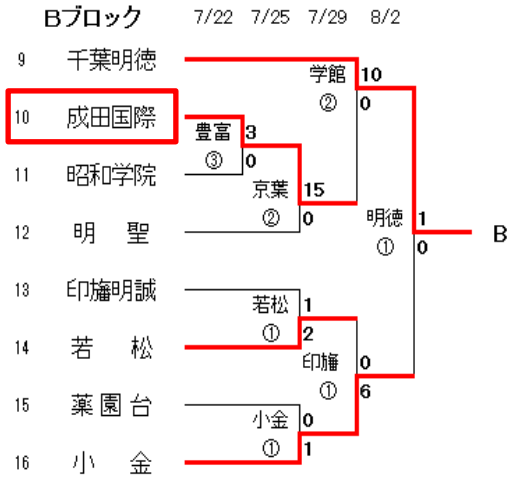 Bブロック 7/22 7/25 7/29 8/2
9 千葉明徳
学館 10
② 0
10 成田国際
豊富 3
③ 0
11 昭和学院
京葉 15
② 0
12 明 聖
明徳 1
① 0
B
13 印旛明誠
若松 1
① 2
14 若 松
印旛 0
① 6
15 薬園台
小金 0
① 1
16 小 金